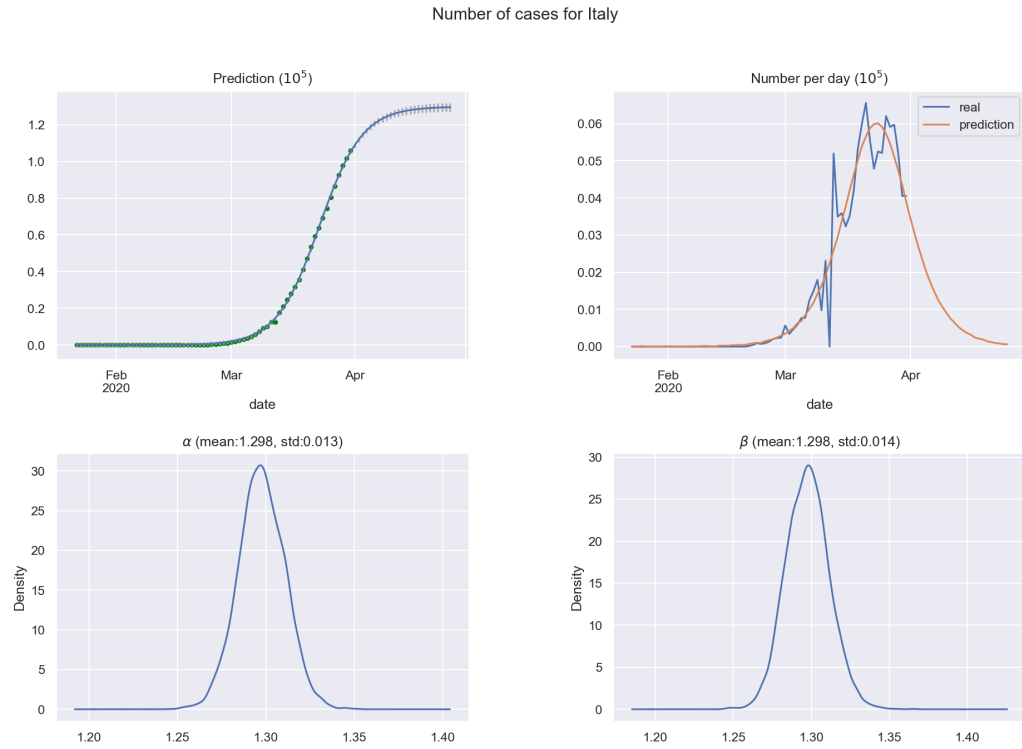 Number of cases for Italy
Prediction (10^5)
1.2
1.0
0.8
0.6
0.4
0.2
0.0
Feb
2020
Mar
Apr
date
Number per day (10^5)
real
prediction
0.06
0.05
0.04
0.03
0.02
0.01
0.00
Feb
2020
Mar
Apr
date
α (mean:1.298, std:0.013)
Density
30
25
20
15
10
5
0
1.20
1.25
1.30
1.35
1.40
β (mean:1.298, std:0.014)
Density
30
25
20
15
10
5
0
1.20
1.25
1.30
1.35
1.40